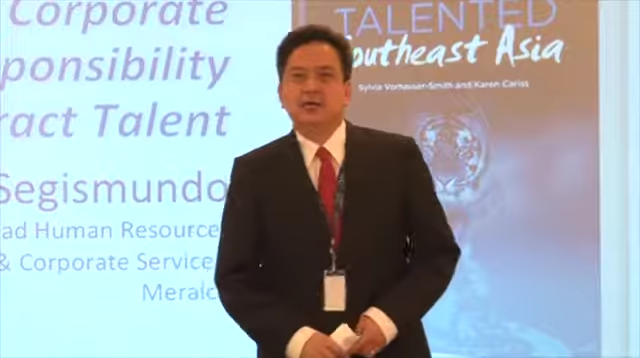 Corporate
ponsibility
ract Talent
Segismundo
ad Human Resource
& Corporate Service
Meralc
TALENTED
Southeast Asia
Sylvia Vorhauser-Smith and Karen Cariss